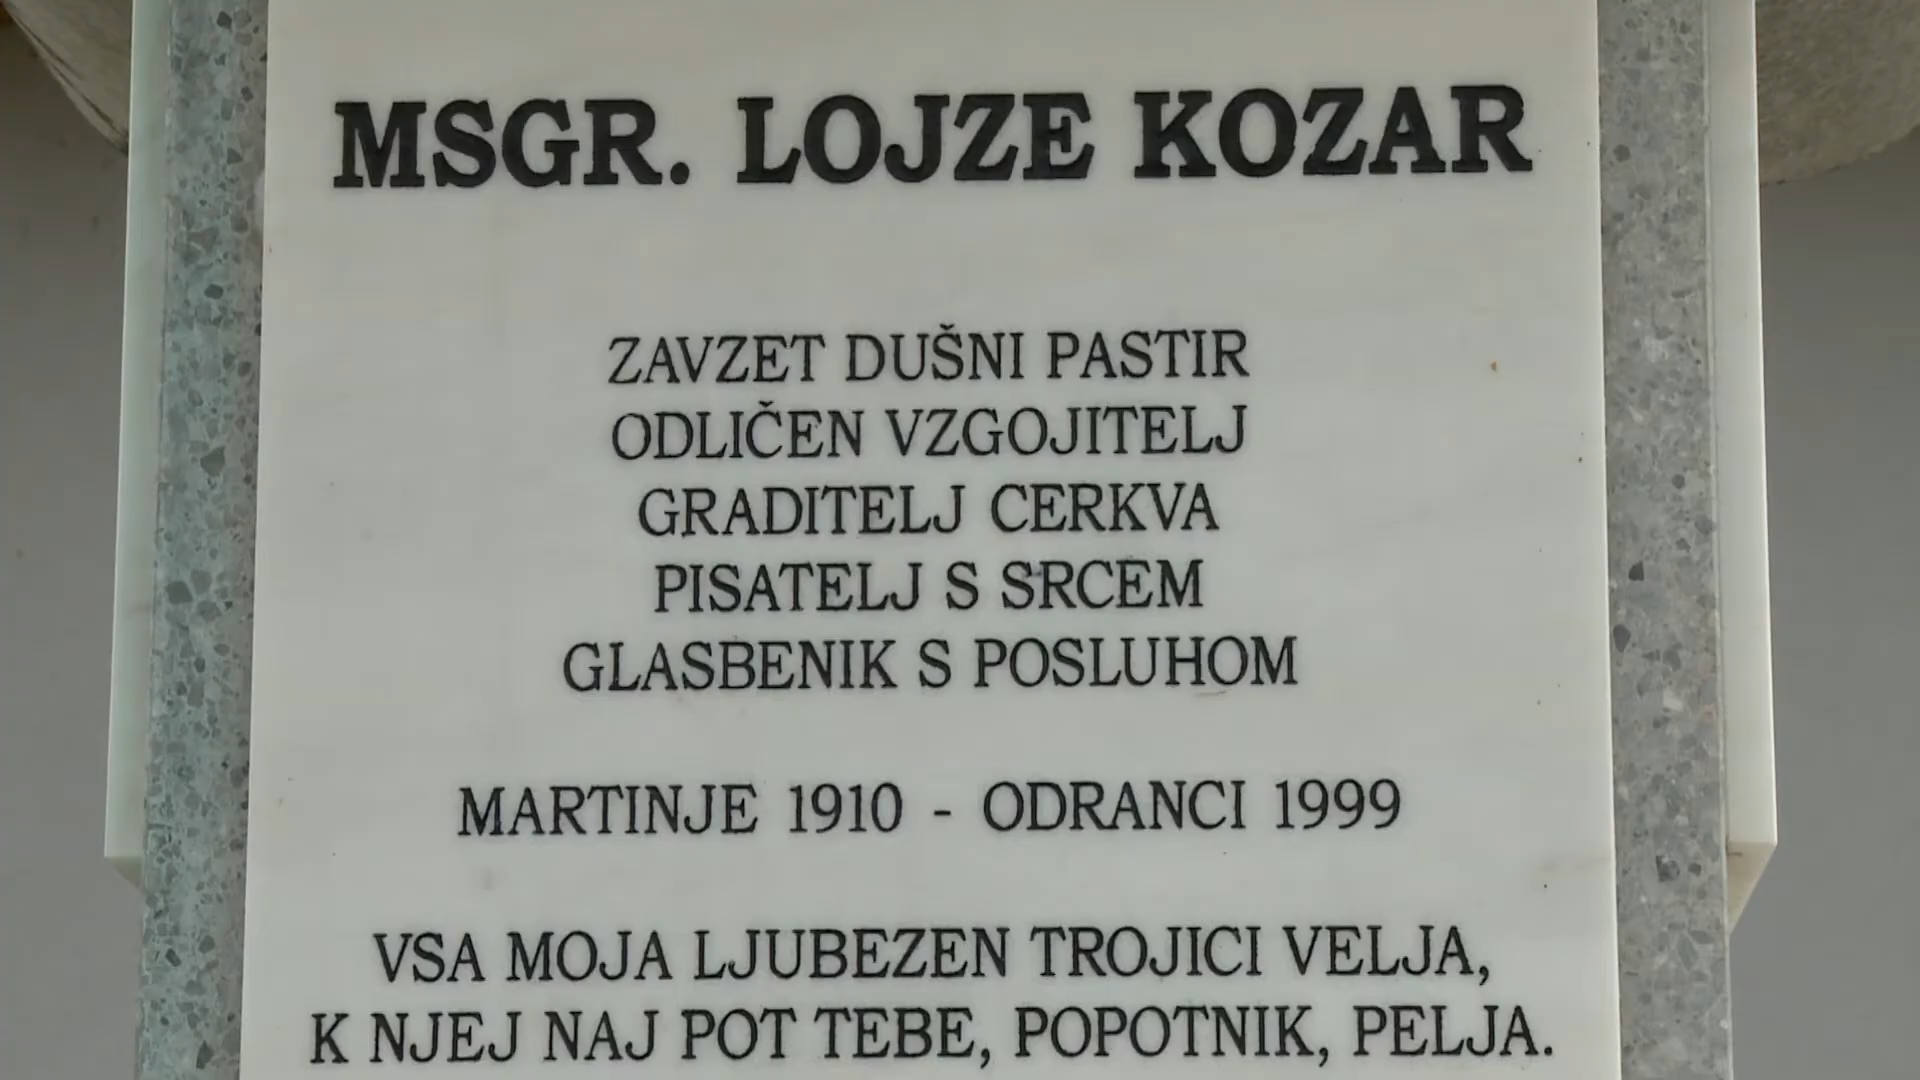 MSGR. LOJZE KOZAR
ZAVZET DUŠNI PASTIR
ODLIČEN VZGOJITELJ
GRADITELJ CERKVA
PISATELJ S SRCEM
GLASBENIK S POSLUHOM
MARTINJE 1910 - ODRANCI 1999
VSA MOJA LJUBEZEN TROJICI VELJA,
K NJEJ NAJ POT TEBE, POPOTNIK, PELJA.